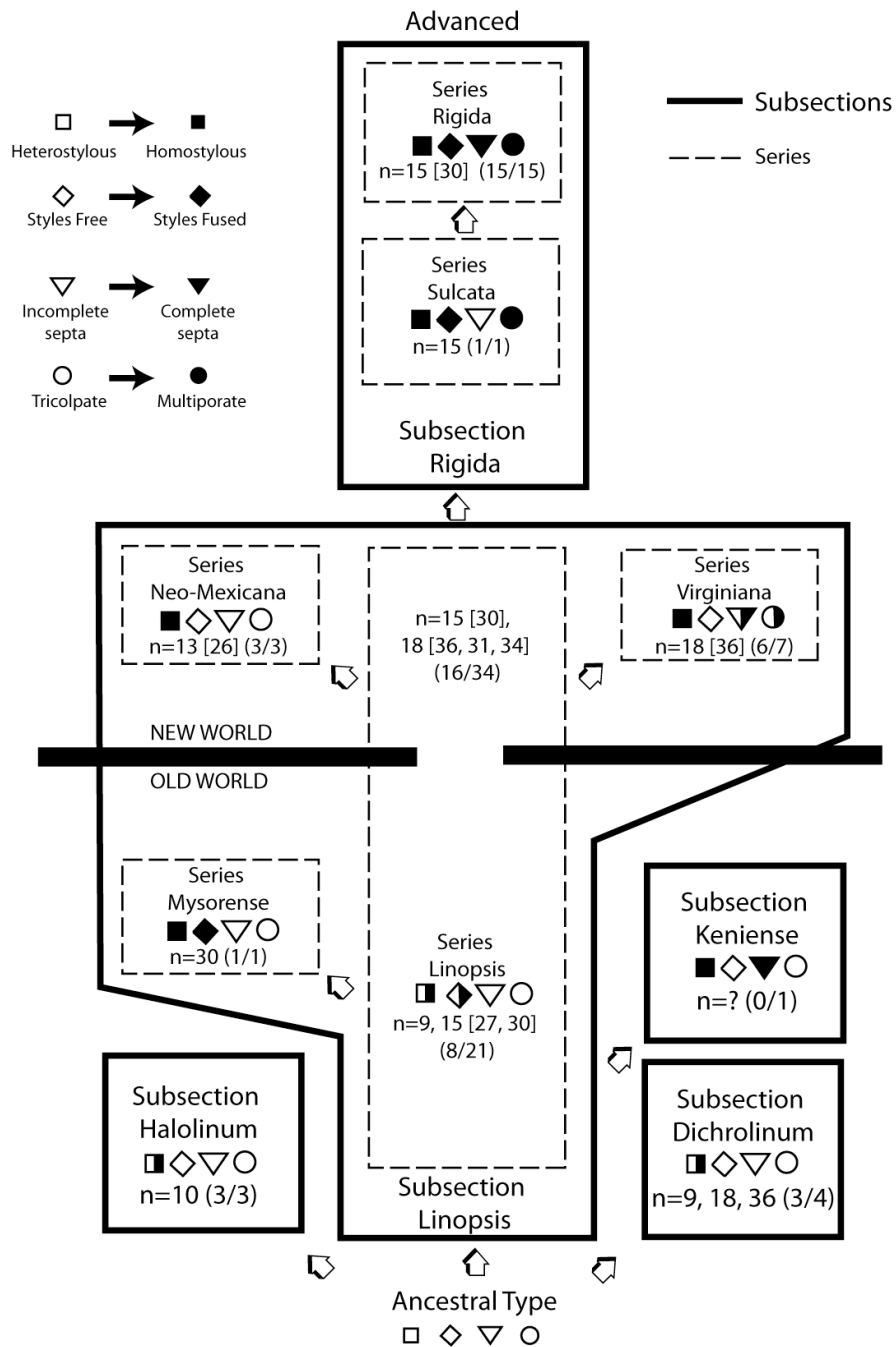 Advanced
Heterostylous
Homostylous
Styles Free
Styles Fused
Incomplete
septa
Complete
septa
Tricolpate
Multiporate
Subsections
Series
Series
Rigida
n=15 [30] (15/15)
Series
Sulcata
n=15 (1/1)
Subsection
Rigida
Series
Neo-Mexicana
n=13 [26] (3/3)
n=15 [30],
18 [36, 31, 34]
(16/34)
Series
Virginiana
n=18 [36] (6/7)
NEW WORLD
OLD WORLD
Series
Mysorense
n=30 (1/1)
Series
Linopsis
n=9, 15 [27, 30]
(8/21)
Subsection
Keniense
n=? (0/1)
Subsection
Halolinum
n=10 (3/3)
Subsection
Linopsis
Subsection
Dichrolinum
n=9, 18, 36 (3/4)
Ancestral Type